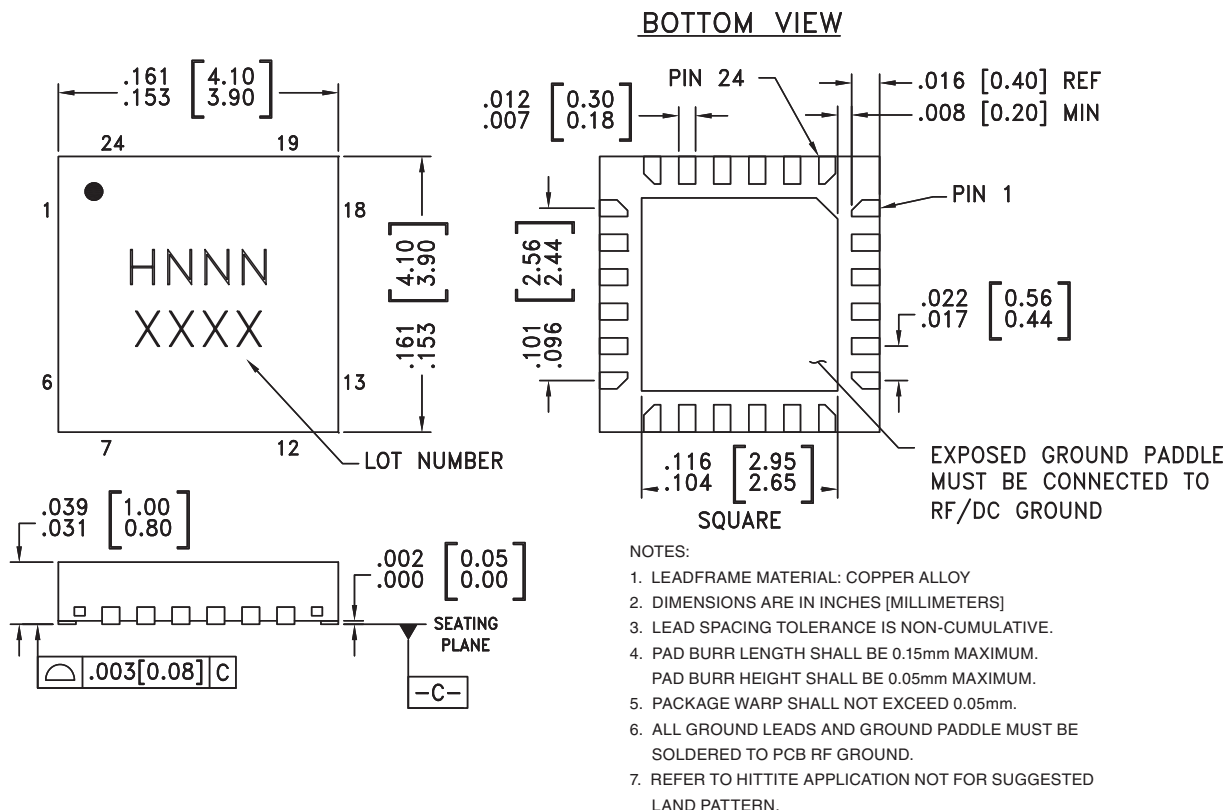 BOTTOM VIEW
.161 [4.10]
.153 [3.90]
24 19
1 18
HNNN
XXXX
6 13
7 12
LOT NUMBER
.161 [4.10]
.153 [3.90]
PIN 24
.012 [0.30]
.007 [0.18]
.016 [0.40] REF
.008 [0.20] MIN
PIN 1
.101 [2.56]
.096 [2.44]
.022 [0.56]
.017 [0.44]
.116 [2.95]
.104 [2.65]
SQUARE
EXPOSED GROUND PADDLE
MUST BE CONNECTED TO
RF/DC GROUND
.039 [1.00]
.031 [0.80]
.002 [0.05]
.000 [0.00]
SEATING
PLANE
.003[0.08] C
-C-
NOTES:
1. LEADFRAME MATERIAL: COPPER ALLOY
2. DIMENSIONS ARE IN INCHES [MILLIMETERS]
3. LEAD SPACING TOLERANCE IS NON-CUMULATIVE.
4. PAD BURR LENGTH SHALL BE 0.15mm MAXIMUM.
PAD BURR HEIGHT SHALL BE 0.05mm MAXIMUM.
5. PACKAGE WARP SHALL NOT EXCEED 0.05mm.
6. ALL GROUND LEADS AND GROUND PADDLE MUST BE
SOLDERED TO PCB RF GROUND.
7. REFER TO HITTITE APPLICATION NOT FOR SUGGESTED
LAND PATTERN.